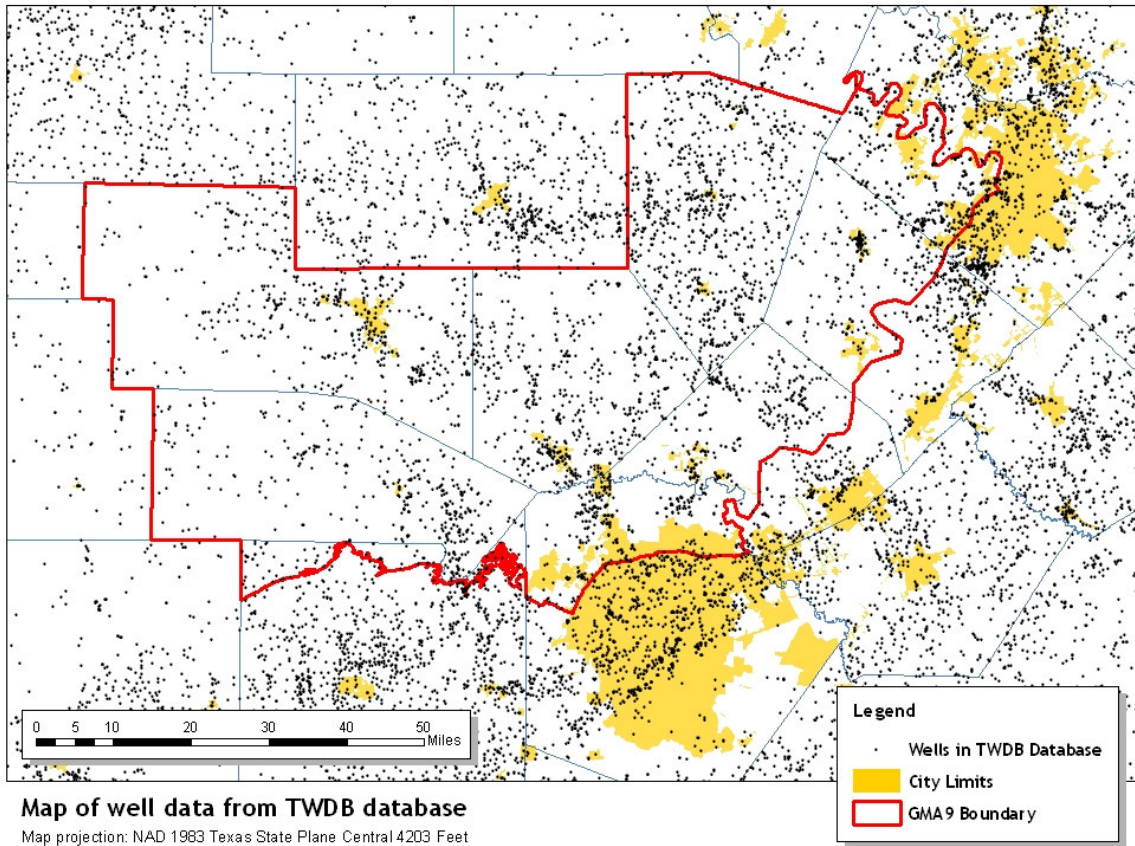 0 5 10 20 30 40 50
Miles
Legend
Wells in TWDB Database
City Limits
GMA9 Boundary
Map of well data from TWDB database
Map projection: NAD 1983 Texas State Plane Central 4203 Feet